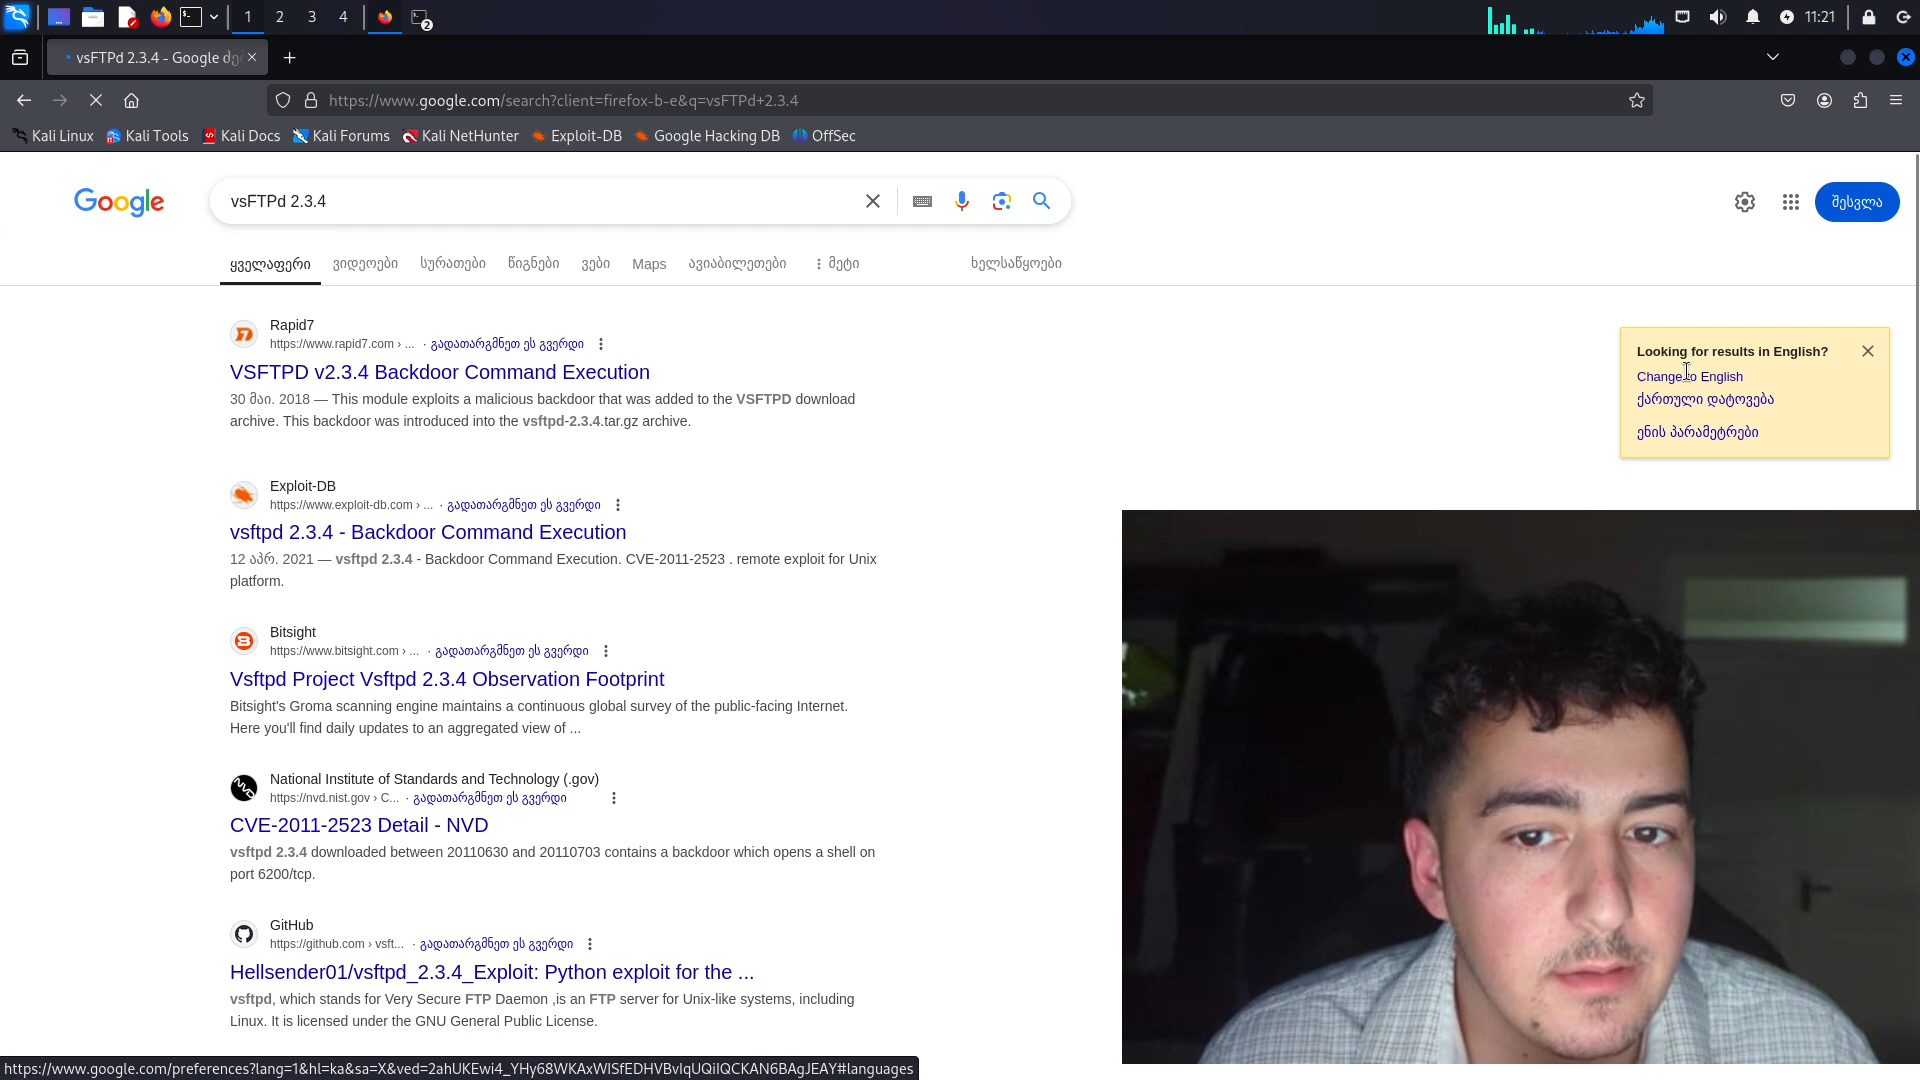 1 2 3 4 2 11:21
vsFTPd 2.3.4 - Google
https://www.google.com/search?client=firefox-b-e&q=vsFTPd+2.3.4
Kali Linux Kali Tools Kali Docs Kali Forums Kali NetHunter Exploit-DB Google Hacking DB OffSec
Google vsFTPd 2.3.4 შესვლა
ყველაფერი ვიდეოები სურათები წიგნები ვები Maps ავიაბილეთები მეტი ხელსაწყოები
Rapid7
https://www.rapid7.com › ... · გადათარგმნეთ ეს გვერდი
VSFTPD v2.3.4 Backdoor Command Execution
30 მაი. 2018 — This module exploits a malicious backdoor that was added to the VSFTPD download
archive. This backdoor was introduced into the vsftpd-2.3.4.tar.gz archive.
Looking for results in English?
Change to English
ქართული დატოვება
ენის პარამეტრები
Exploit-DB
https://www.exploit-db.com › ... · გადათარგმნეთ ეს გვერდი
vsftpd 2.3.4 - Backdoor Command Execution
12 აპრ. 2021 — vsftpd 2.3.4 - Backdoor Command Execution. CVE-2011-2523 . remote exploit for Unix
platform.
Bitsight
https://www.bitsight.com › ... · გადათარგმნეთ ეს გვერდი
Vsftpd Project Vsftpd 2.3.4 Observation Footprint
Bitsight's Groma scanning engine maintains a continuous global survey of the public-facing Internet.
Here you'll find daily updates to an aggregated view of ...
National Institute of Standards and Technology (.gov)
https://nvd.nist.gov › C... · გადათარგმნეთ ეს გვერდი
CVE-2011-2523 Detail - NVD
vsftpd 2.3.4 downloaded between 20110630 and 20110703 contains a backdoor which opens a shell on
port 6200/tcp.
GitHub
https://github.com › vsft... · გადათარგმნეთ ეს გვერდი
Hellsender01/vsftpd_2.3.4_Exploit: Python exploit for the ...
vsftpd, which stands for Very Secure FTP Daemon ,is an FTP server for Unix-like systems, including
Linux. It is licensed under the GNU General Public License.
https://www.google.com/preferences?lang=1&hl=ka&sa=X&ved=2ahUKEwi4_YHy68WKAxWISfEDHVBvIqUQiIQCKAN6BAgJEAY#languages